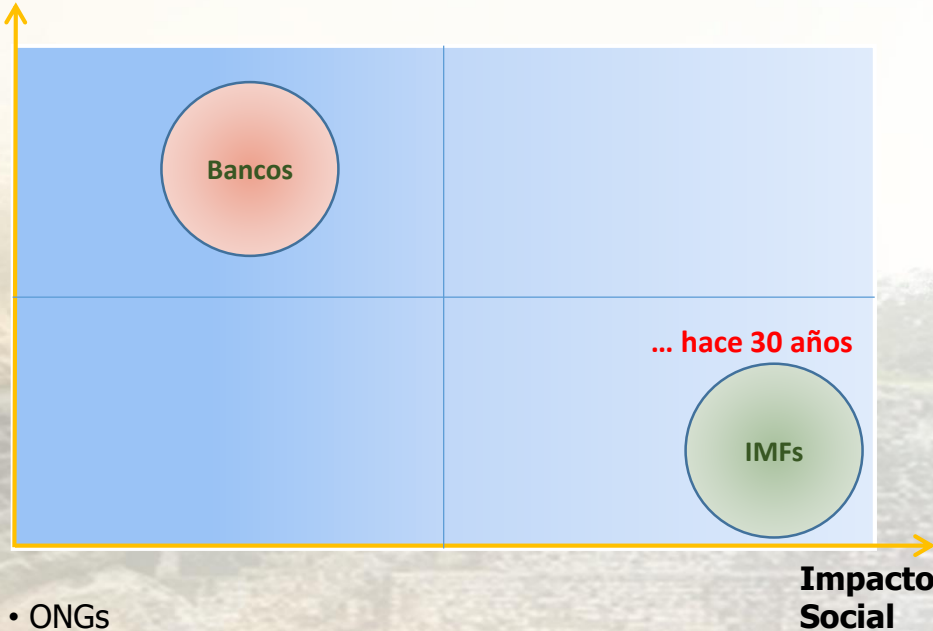 Bancos
... hace 30 años
IMFs
Impacto
Social
• ONGs